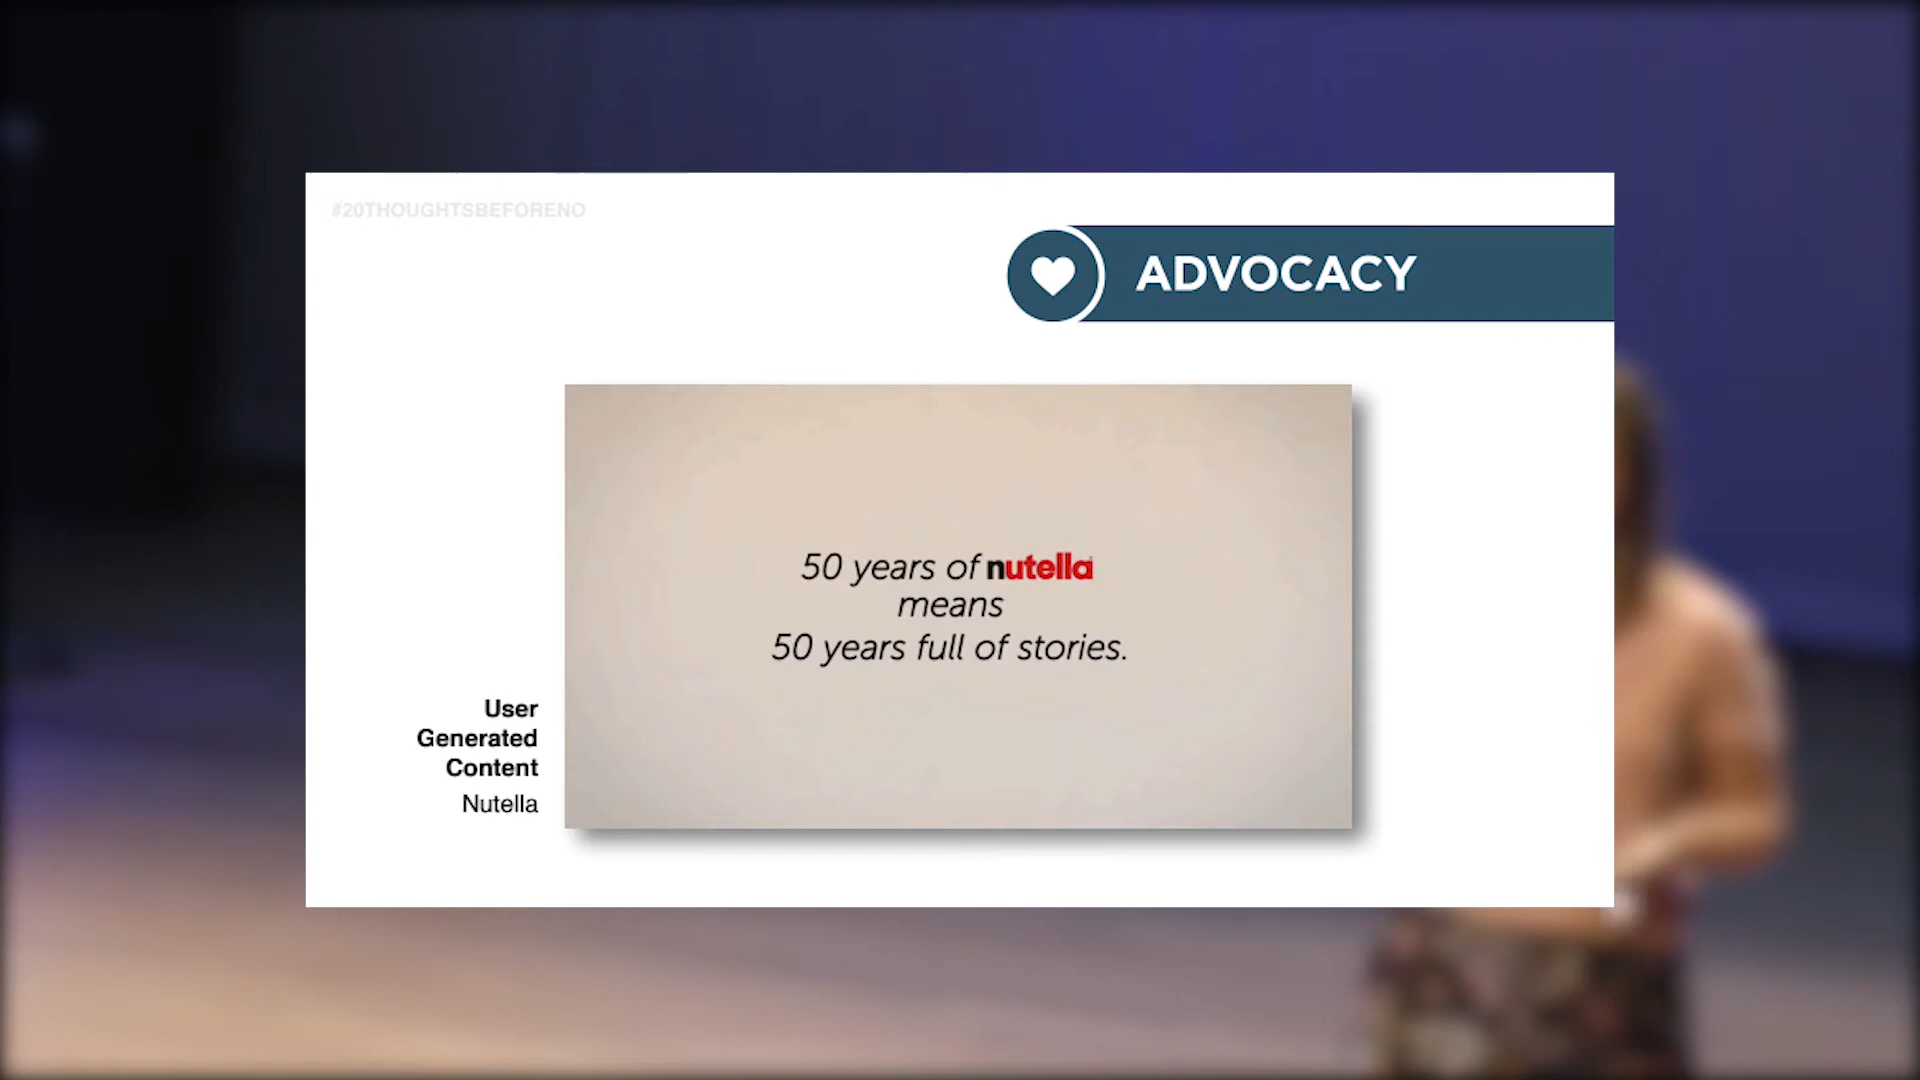 #20THOUGHTSBEFORENO
ADVOCACY
50 years of nutella
means
50 years full of stories.
User
Generated
Content
Nutella